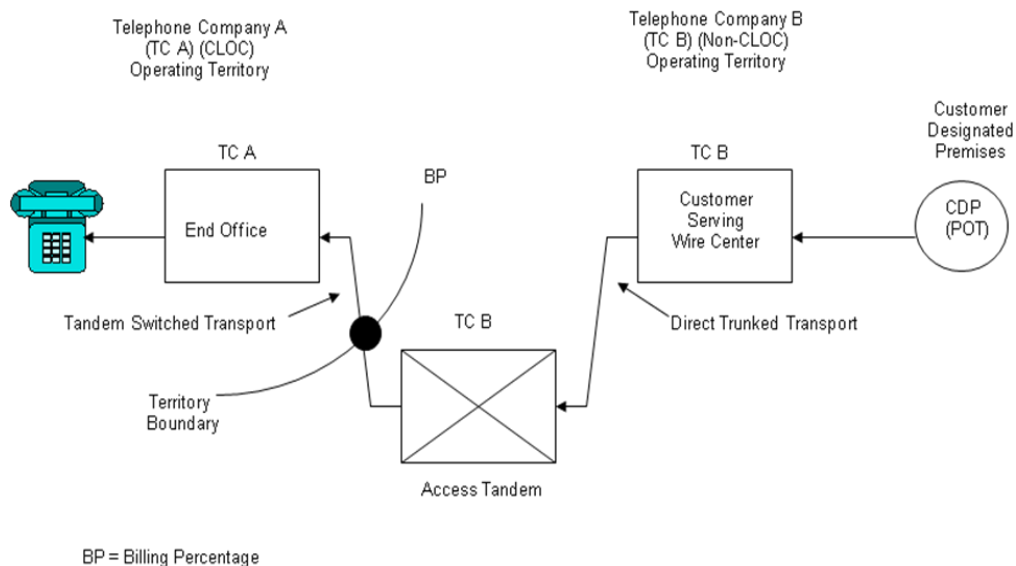 Telephone Company A
(TC A) (CLOC)
Operating Territory
Telephone Company B
(TC B) (Non-CLOC)
Operating Territory
Customer
Designated
Premises
TC A
BP
TC B
End Office
Customer
Serving
Wire Center
CDP
(POT)
Tandem Switched Transport
TC B
Direct Trunked Transport
Territory
Boundary
Access Tandem
BP = Billing Percentage